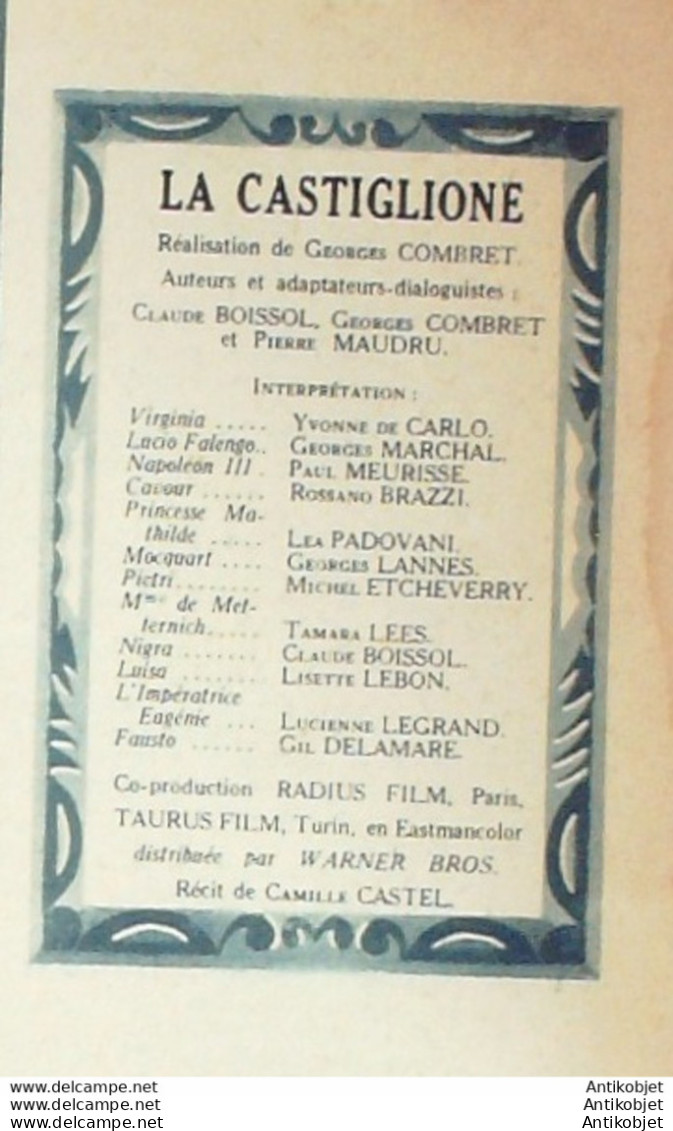 LA CASTIGLIONE
Réalisation de GEORGES COMBRET.
Auteurs et adaptateurs-dialoguistes :
CLAUDE BOISSOL, GEORGES COMBRET
et PIERRE MAUDRU.
INTERPRÉTATION :
Virginia ..... YVONNE DE CARLO.
Lucio Falengo.. GEORGES MARCHAL.
Napoléon III . PAUL MEURISSE.
Cavour ...... ROSSANO BRAZZI.
Princesse Ma-
thilde ..... LEA PADOVANI.
Mocquart .... GEORGES LANNES.
Pietri........ MICHEL ETCHEVERRY.
Mme de Met-
ternich..... TAMARA LEES.
Nigra ....... CLAUDE BOISSOL.
Luisa ....... LISETTE LEBON.
L'Impératrice
Eugénie ... LUCIENNE LEGRAND.
Fausto ...... GIL DELAMARE.
Co-production RADIUS FILM, Paris,
TAURUS FILM, Turin, en Eastmancolor
distribuée par WARNER BROS.
Récit de CAMILLE CASTEL.
www.delcampe.net Antikobjet
www.delcampe.net Antikobjet
www.delcampe.net Antikobjet